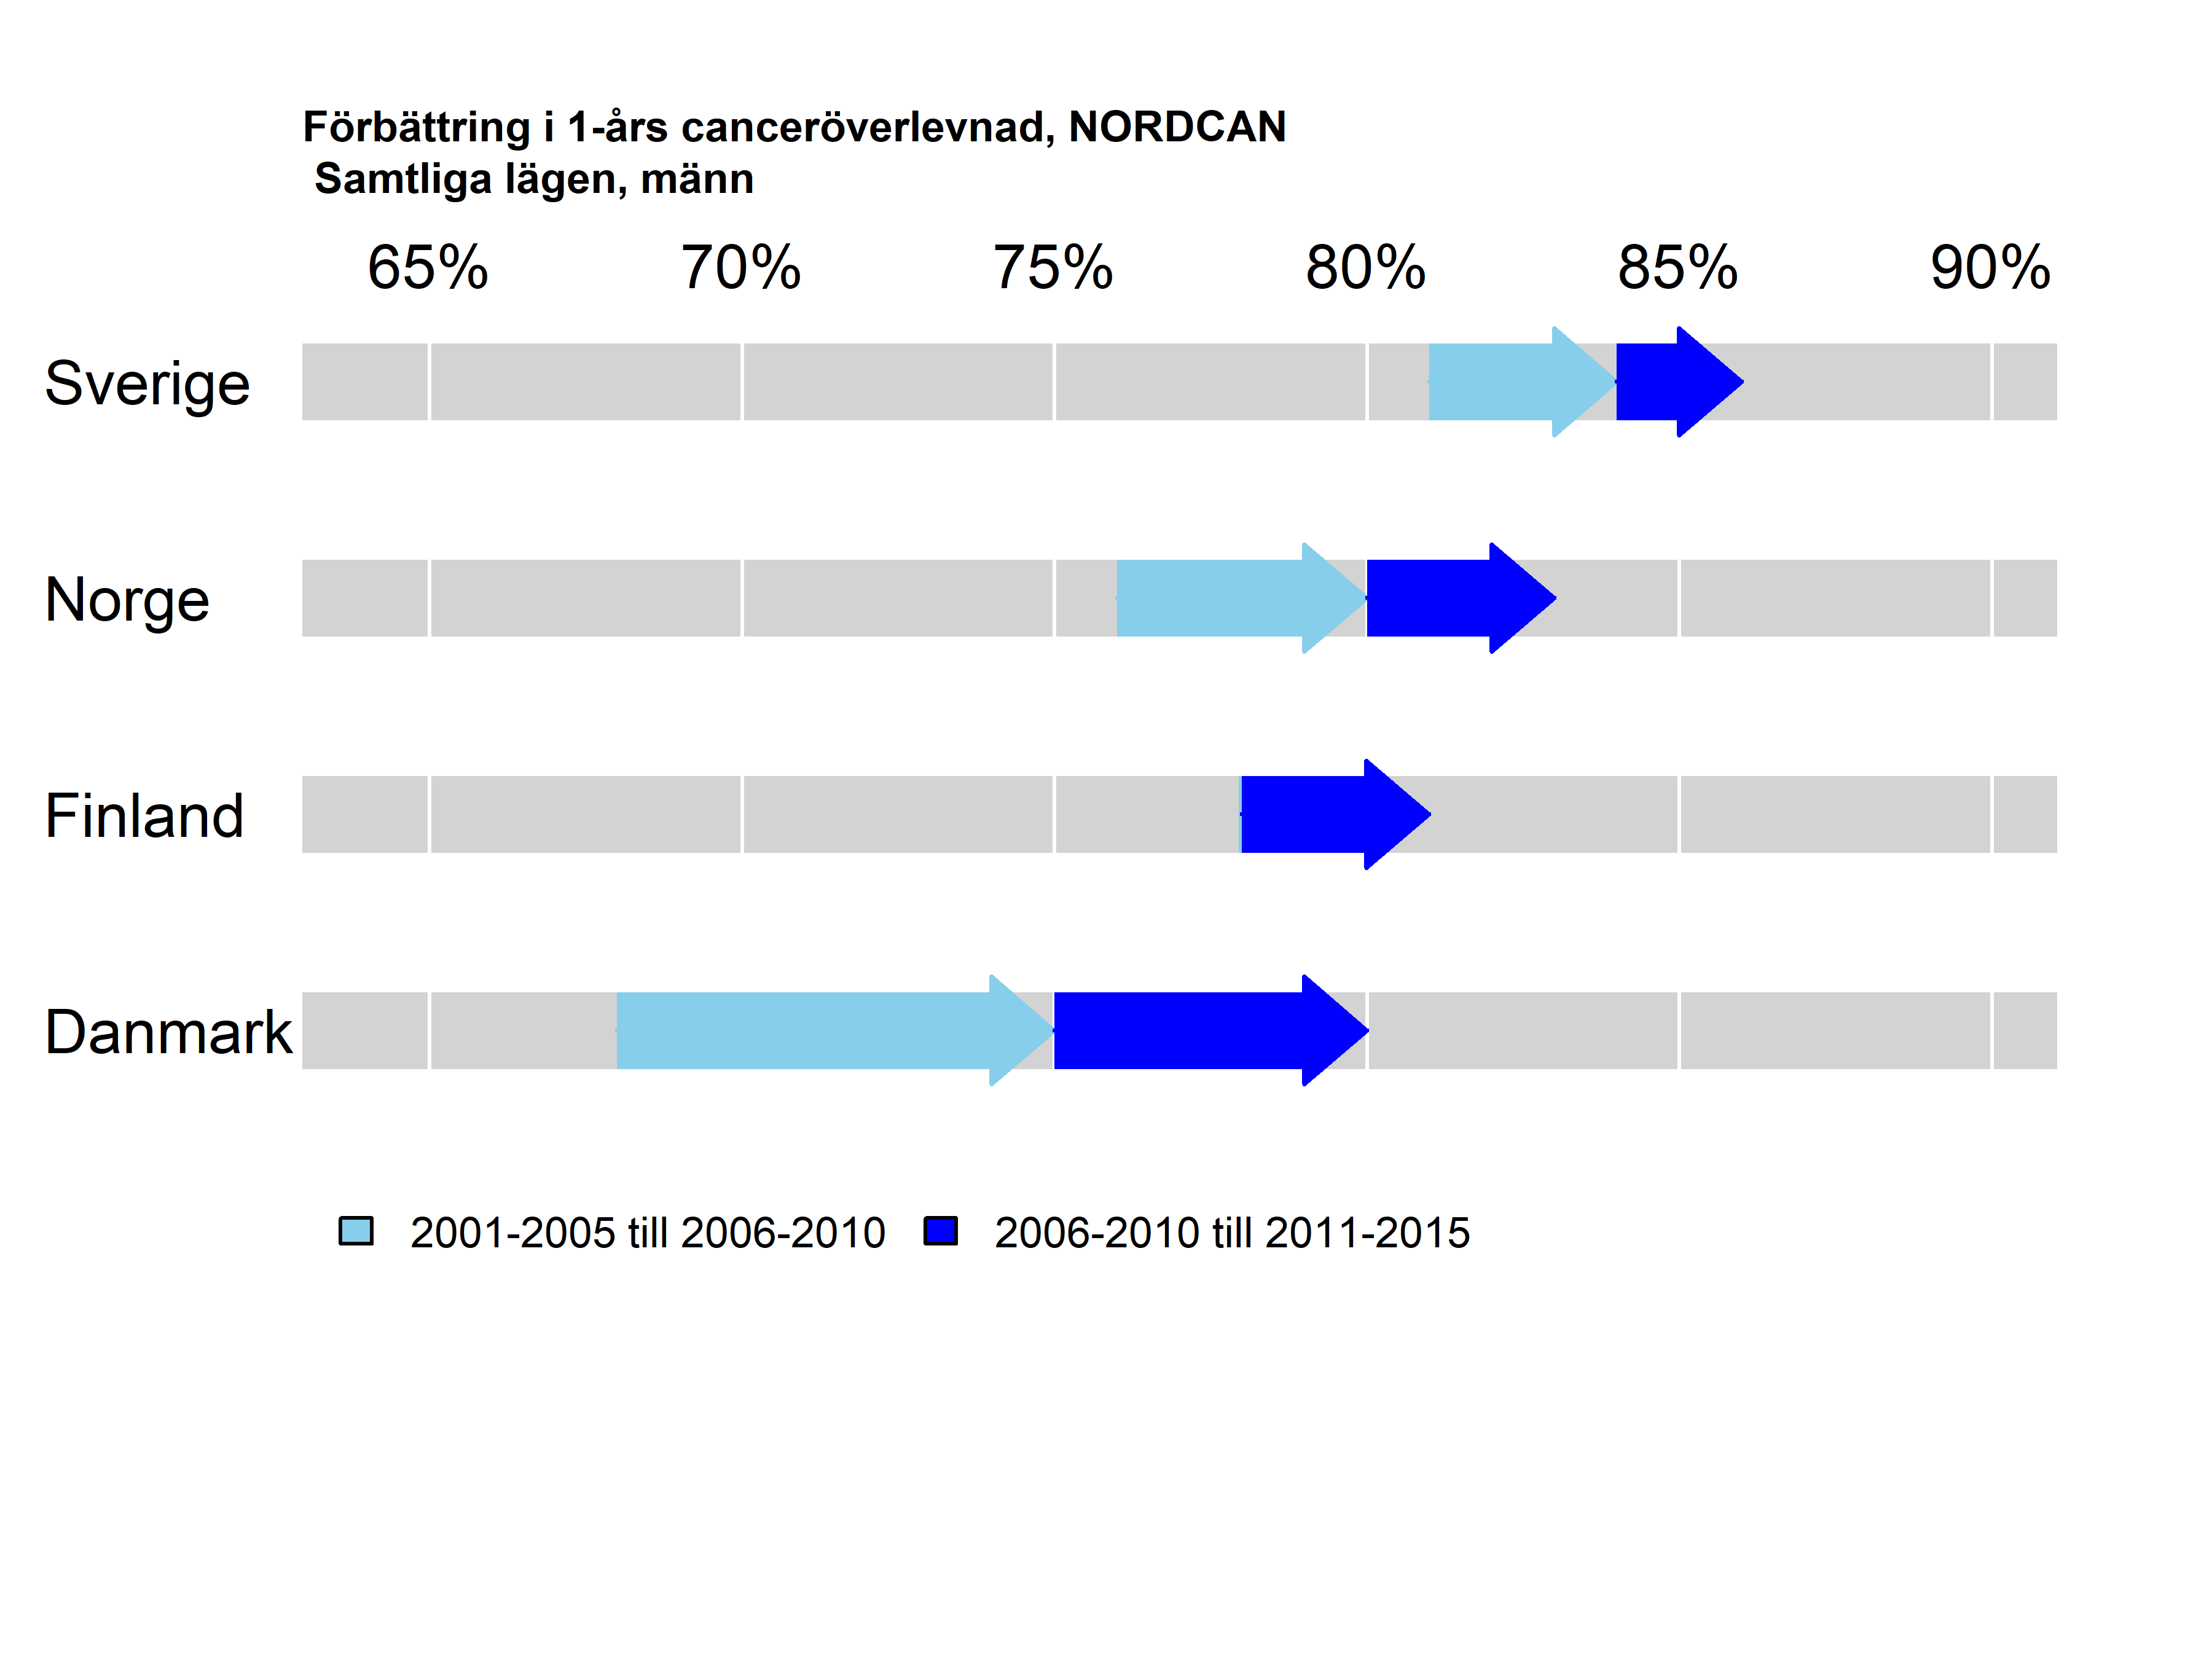 Förbättring i 1-års canceröverlevnad, NORDCAN
Samtliga lägen, männ
65% 70% 75% 80% 85% 90%
Sverige
Norge
Finland
Danmark
2001-2005 till 2006-2010 2006-2010 till 2011-2015